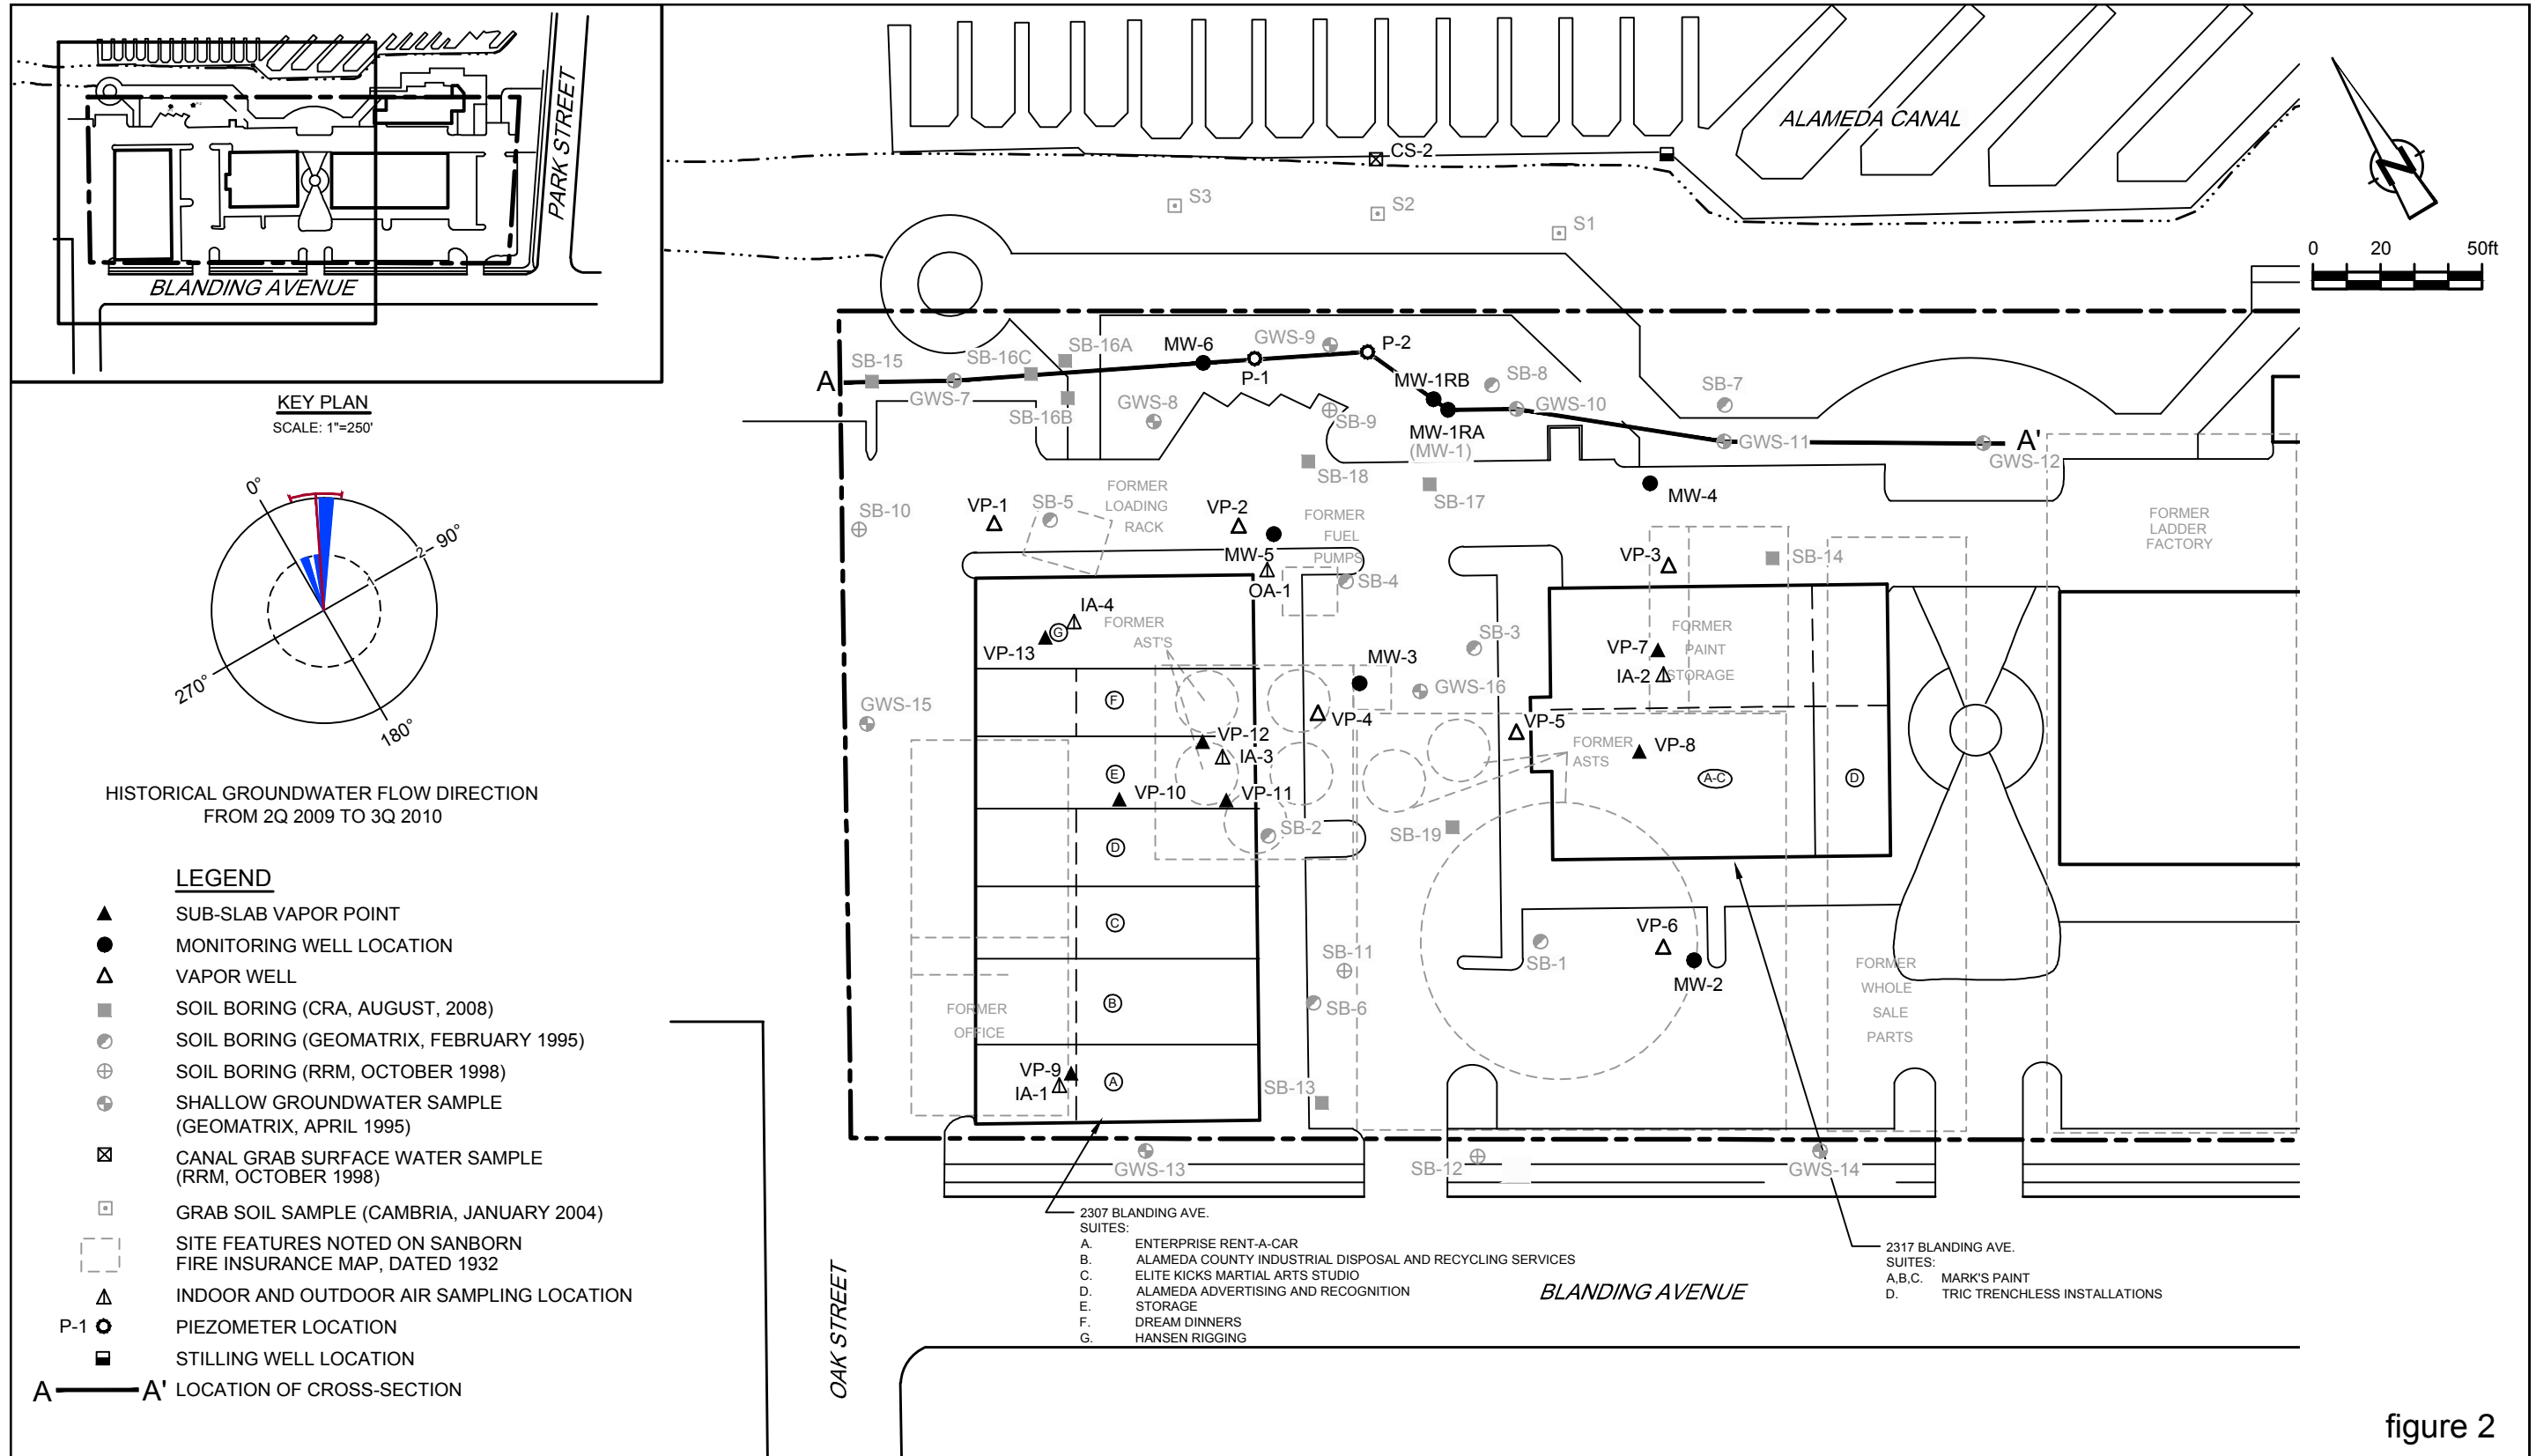 PARK STREET
BLANDING AVENUE
KEY PLAN
SCALE: 1"=250'
0°
90°
2
180°
270°
HISTORICAL GROUNDWATER FLOW DIRECTION
FROM 2Q 2009 TO 3Q 2010
LEGEND
SUB-SLAB VAPOR POINT
MONITORING WELL LOCATION
VAPOR WELL
SOIL BORING (CRA, AUGUST, 2008)
SOIL BORING (GEOMATRIX, FEBRUARY 1995)
SOIL BORING (RRM, OCTOBER 1998)
SHALLOW GROUNDWATER SAMPLE
(GEOMATRIX, APRIL 1995)
CANAL GRAB SURFACE WATER SAMPLE
(RRM, OCTOBER 1998)
GRAB SOIL SAMPLE (CAMBRIA, JANUARY 2004)
SITE FEATURES NOTED ON SANBORN
FIRE INSURANCE MAP, DATED 1932
INDOOR AND OUTDOOR AIR SAMPLING LOCATION
P-1 PIEZOMETER LOCATION
STILLING WELL LOCATION
A A' LOCATION OF CROSS-SECTION
ALAMEDA CANAL
N
0 20 50ft
CS-2
S3
S2
S1
A
SB-15
GWS-7
SB-16C
SB-16A
SB-16B
MW-6
P-1
GWS-9
P-2
GWS-8
SB-9
MW-1RB
MW-1RA
(MW-1)
SB-8
GWS-10
SB-7
GWS-11
A'
GWS-12
SB-18
SB-17
MW-4
SB-10
VP-1
SB-5
FORMER
LOADING
RACK
VP-2
MW-5
OA-1
FORMER
FUEL
PUMPS
SB-4
VP-3
SB-14
FORMER
LADDER
FACTORY
IA-4
G
VP-13
FORMER
AST'S
SB-3
MW-3
GWS-16
VP-7
IA-2
FORMER
PAINT
STORAGE
GWS-15
F
VP-4
VP-5
VP-12
IA-3
E
VP-10
VP-11
FORMER
ASTS
VP-8
A-C
D
SB-2
SB-19
D
C
VP-6
MW-2
SB-11
SB-1
SB-6
FORMER
WHOLE
SALE
PARTS
B
FORMER
OFFICE
VP-9
IA-1
A
SB-13
GWS-13
SB-12
GWS-14
2307 BLANDING AVE.
SUITES:
A. ENTERPRISE RENT-A-CAR
B. ALAMEDA COUNTY INDUSTRIAL DISPOSAL AND RECYCLING SERVICES
C. ELITE KICKS MARTIAL ARTS STUDIO
D. ALAMEDA ADVERTISING AND RECOGNITION
E. STORAGE
F. DREAM DINNERS
G. HANSEN RIGGING
2317 BLANDING AVE.
SUITES:
A,B,C. MARK'S PAINT
D. TRIC TRENCHLESS INSTALLATIONS
BLANDING AVENUE
OAK STREET
figure 2